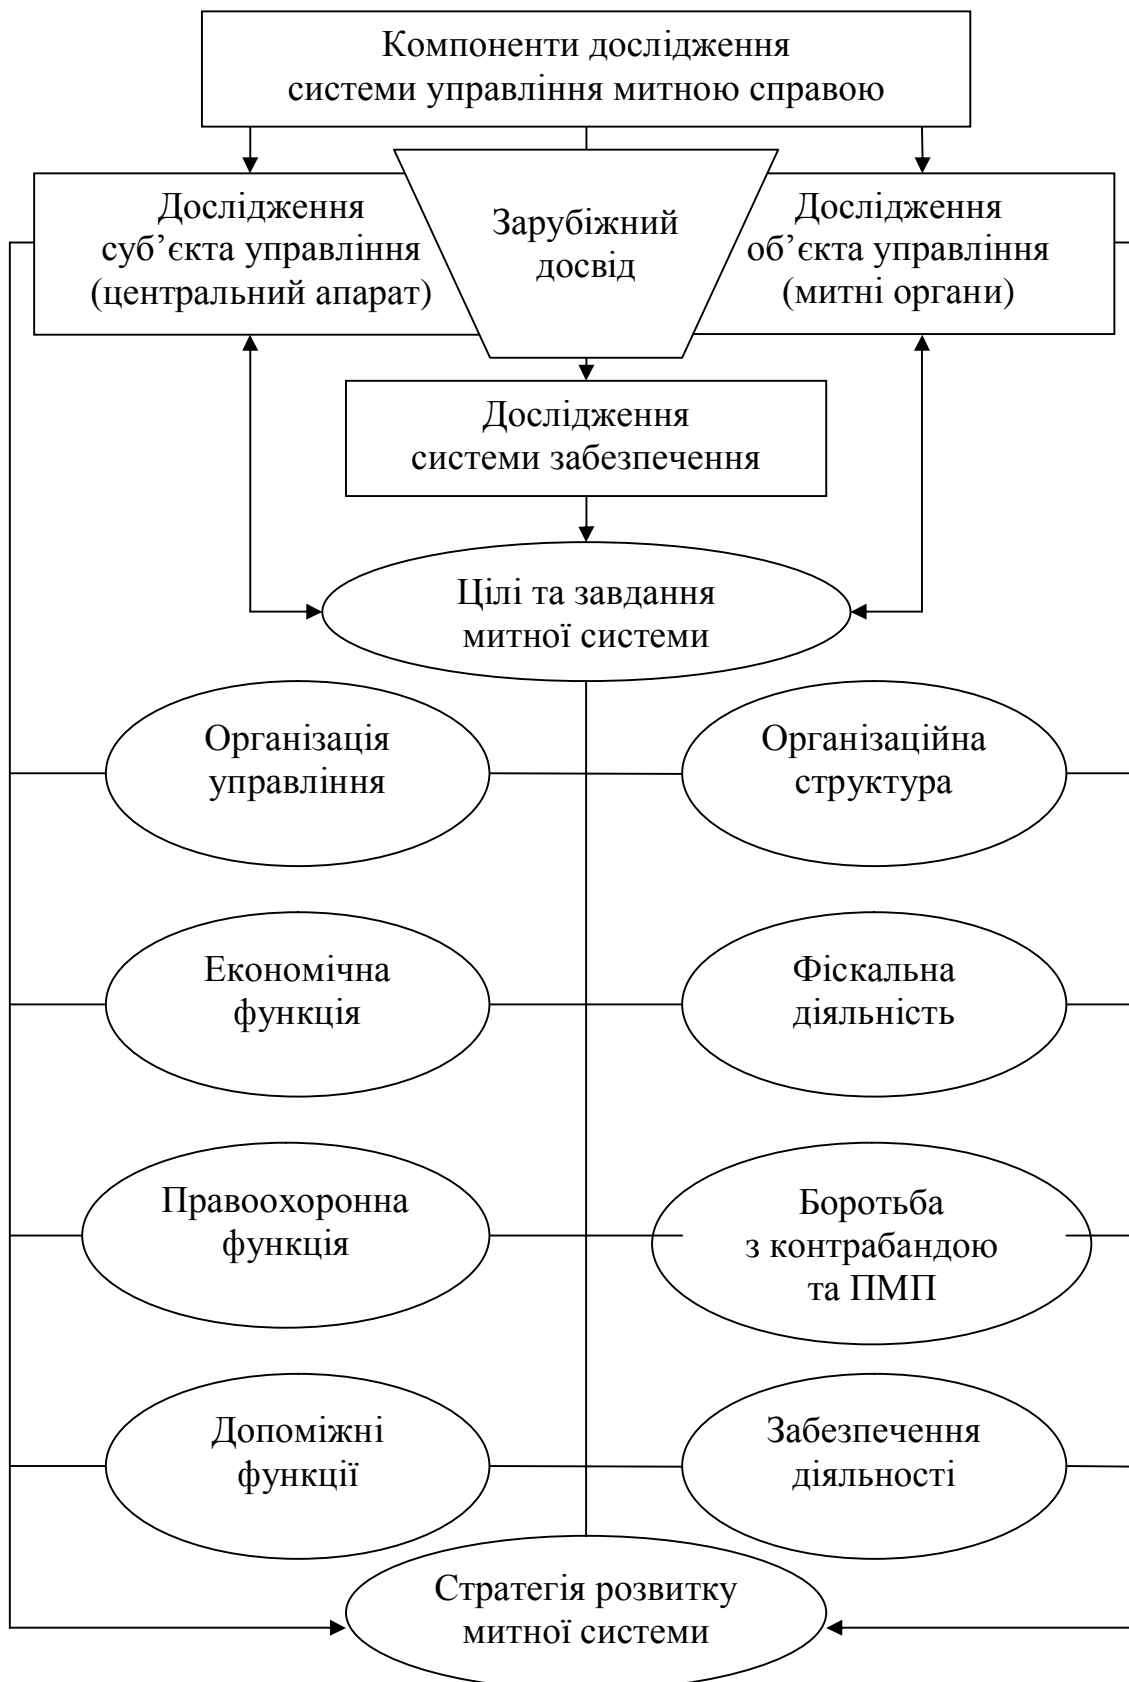 Компоненти дослідження
системи управління митною справою
Дослідження
суб’єкта управління
(центральний апарат)
Зарубіжний
досвід
Дослідження
об’єкта управління
(митні органи)
Дослідження
системи забезпечення
Цілі та завдання
митної системи
Організація
управління
Організаційна
структура
Економічна
функція
Фіскальна
діяльність
Правоохоронна
функція
Боротьба
з контрабандою
та ПМП
Допоміжні
функції
Забезпечення
діяльності
Стратегія розвитку
митної системи